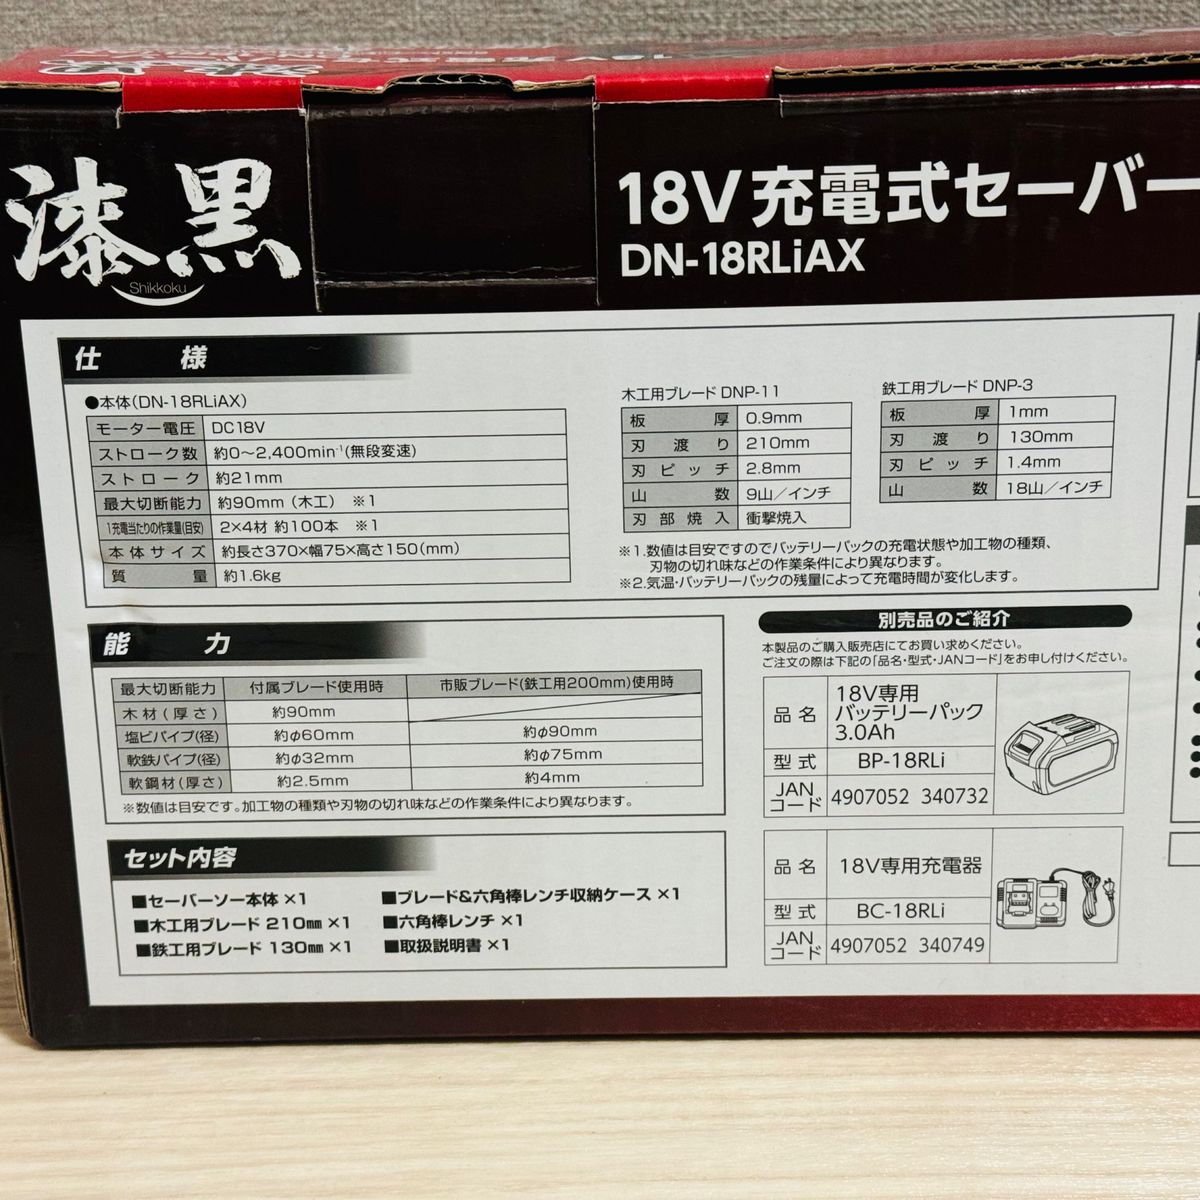 漆黒
Shikkoku
18V充電式セーバー
DN-18RLiAX
仕様
●本体(DN-18RLiAX)
モーター電圧 DC18V
ストローク数 約0〜2,400min⁻¹(無段変速)
ストローク 約21mm
最大切断能力 約90mm(木工) ※1
1充電当たりの作業量(目安) 2×4材 約100本 ※1
本体サイズ 約長さ370×幅75×高さ150(mm)
質量 約1.6kg
木工用ブレード DNP-11
板厚 0.9mm
刃渡り 210mm
刃ピッチ 2.8mm
山数 9山/インチ
刃部焼入 衝撃焼入
鉄工用ブレード DNP-3
板厚 1mm
刃渡り 130mm
刃ピッチ 1.4mm
山数 18山/インチ
※1.数値は目安ですのでバッテリーパックの充電状態や加工物の種類、
刃物の切れ味などの作業条件により異なります。
※2.気温・バッテリーパックの残量によって充電時間が変化します。
能力
最大切断能力 付属ブレード使用時 市販ブレード(鉄工用200mm)使用時
木材(厚さ) 約90mm
塩ビパイプ(径) 約φ60mm 約φ90mm
軟鉄パイプ(径) 約φ32mm 約φ75mm
軟鋼材(厚さ) 約2.5mm 約4mm
※数値は目安です。加工物の種類や刃物の切れ味などの作業条件により異なります。
セット内容
■セーバーソー本体 ×1
■木工用ブレード 210㎜ ×1
■鉄工用ブレード 130㎜ ×1
■ブレード&六角棒レンチ収納ケース ×1
■六角棒レンチ ×1
■取扱説明書 ×1
別売品のご紹介
本製品のご購入販売店にてお買い求めください。
ご注文の際は下記の「品名・型式・JANコード」をお申し付けください。
品名 18V専用
バッテリーパック
3.0Ah
型式 BP-18RLi
JANコード 4907052 340732
品名 18V専用充電器
型式 BC-18RLi
JANコード 4907052 340749